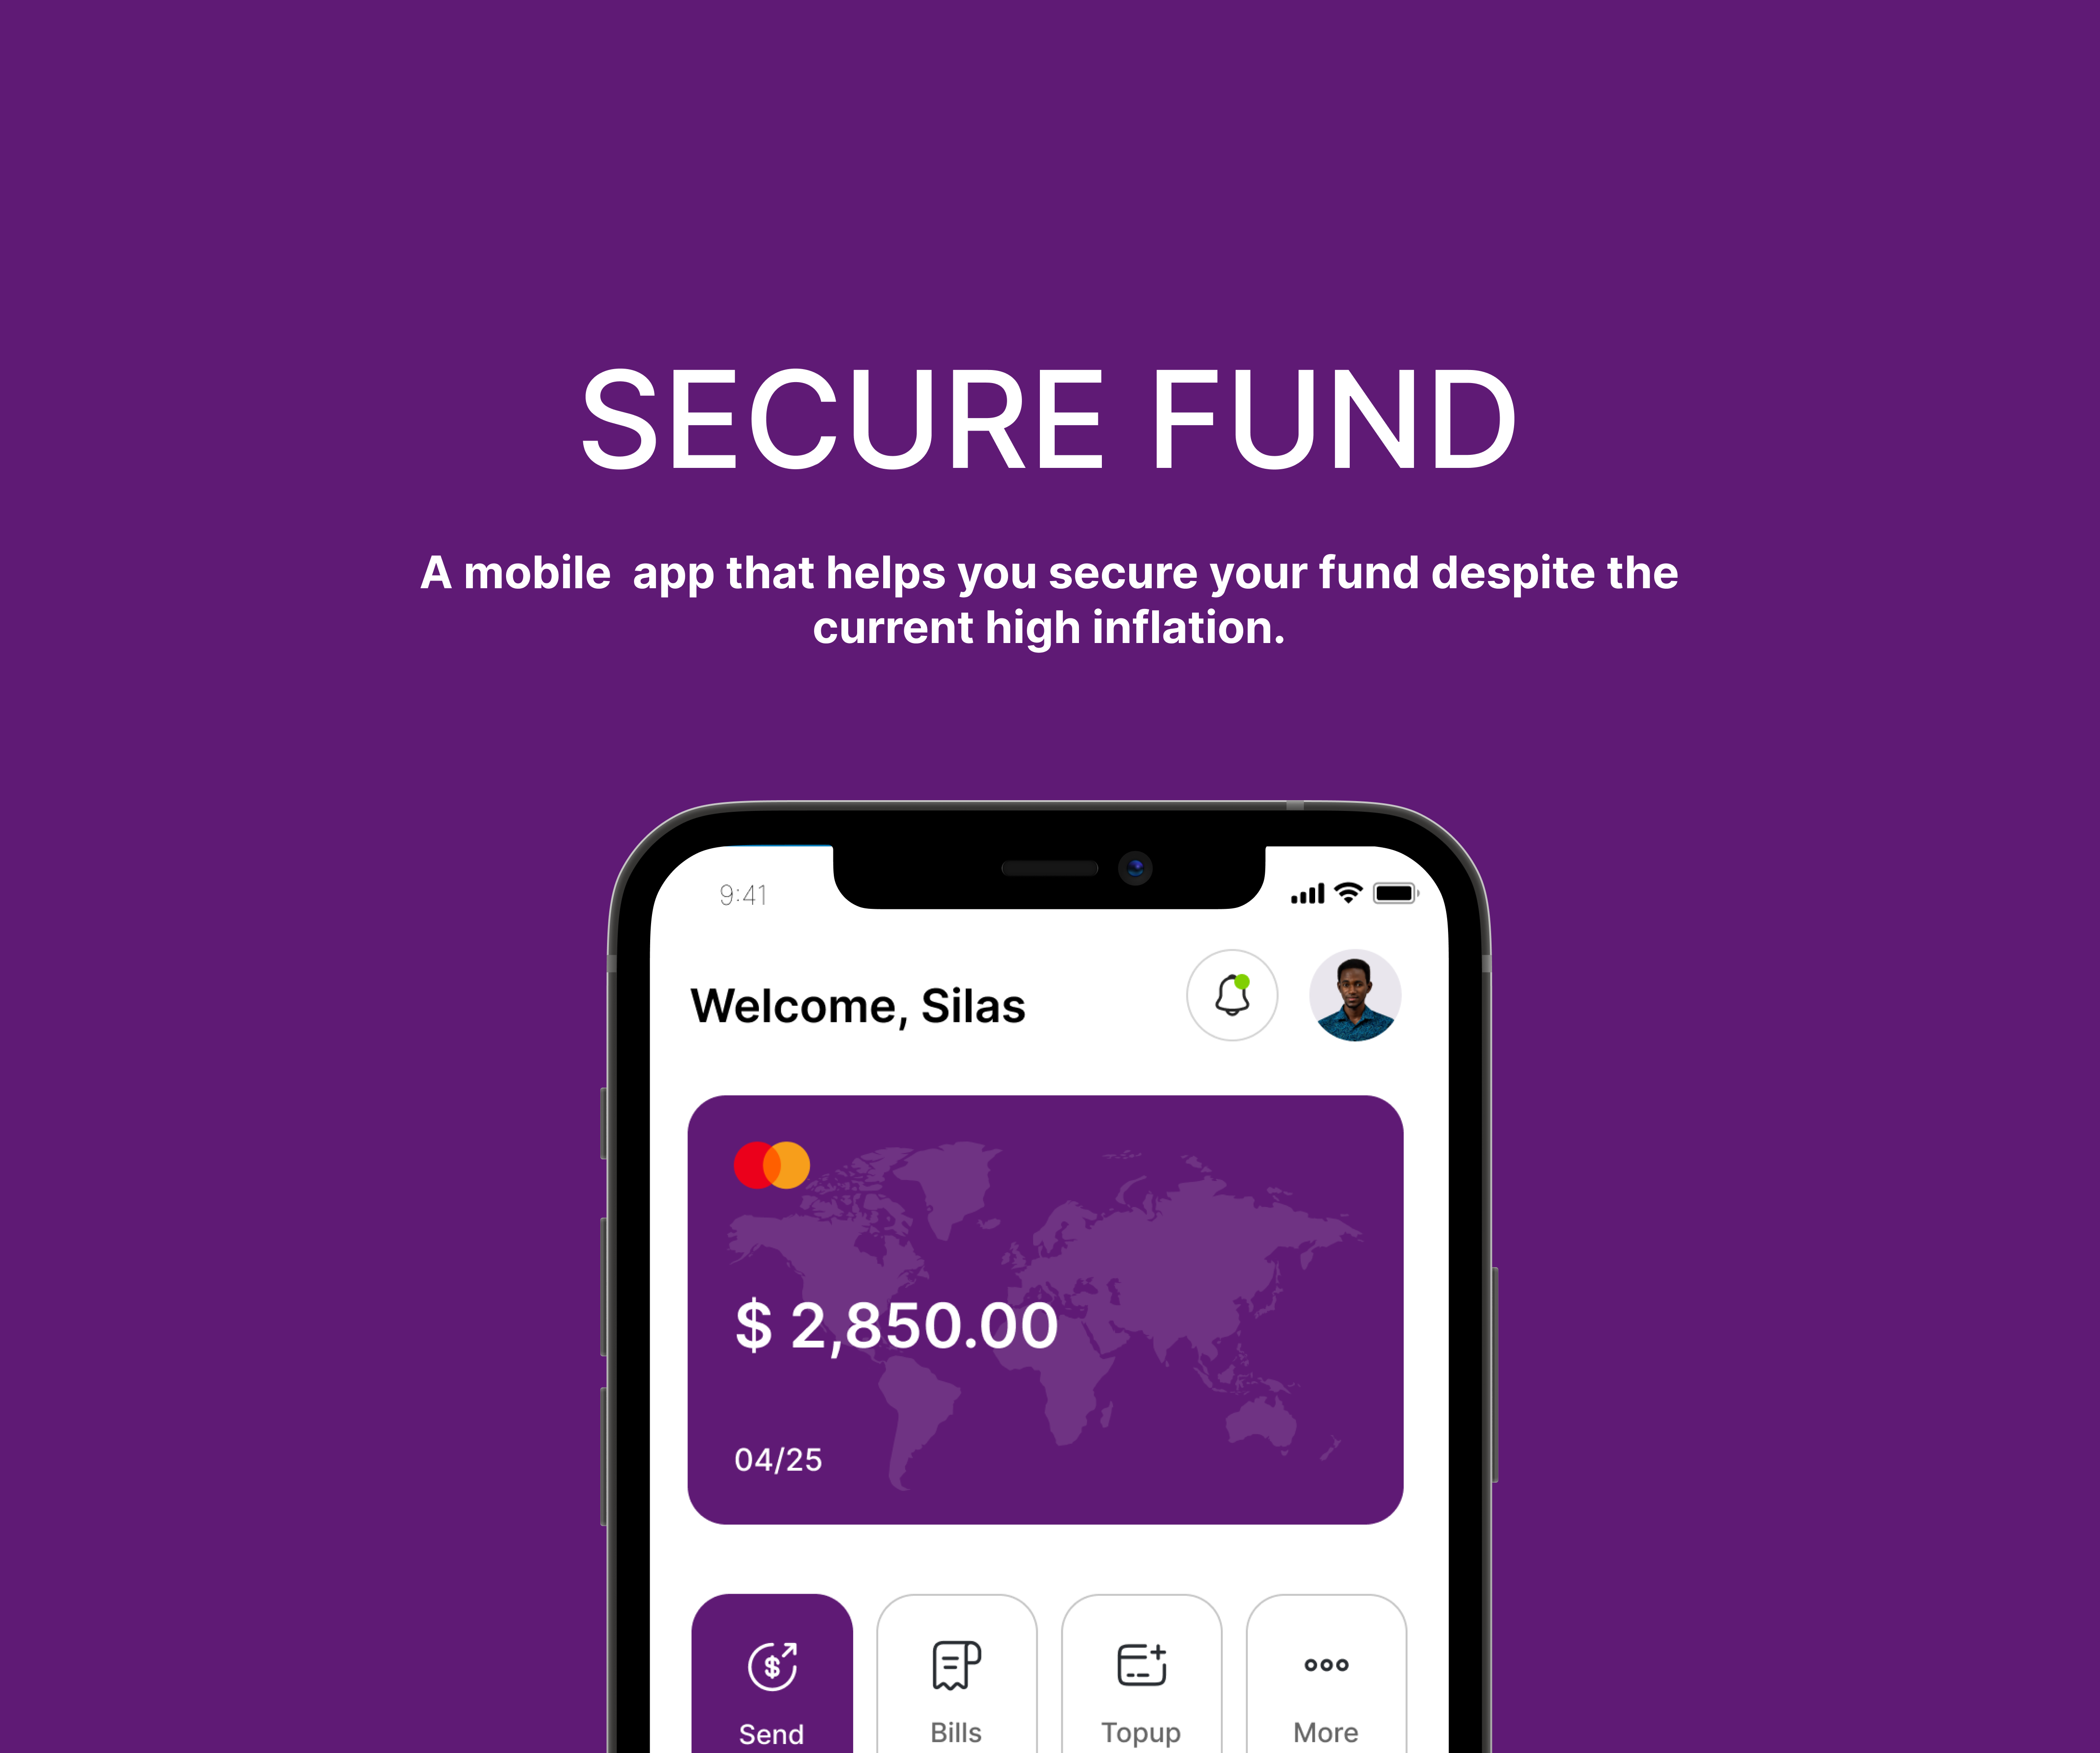 SECURE FUND
A mobile  app that helps you secure your fund despite the
current high inflation.
9:41
Welcome, Silas
$ 2,850.00
04/25
Send
Bills
Topup
More